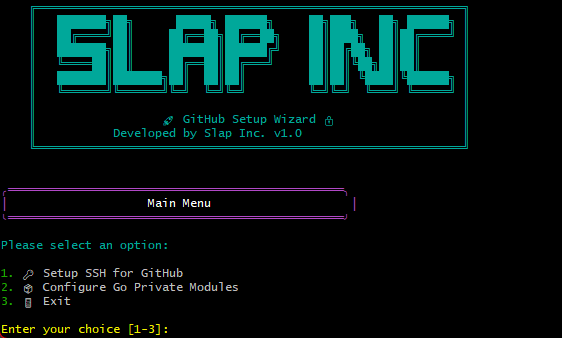 SLAP INC
🚀 GitHub Setup Wizard 🔒
Developed by Slap Inc. v1.0
Main Menu
Please select an option:
1. 🔑 Setup SSH for GitHub
2. 📦 Configure Go Private Modules
3. 🚪 Exit
Enter your choice [1-3]: